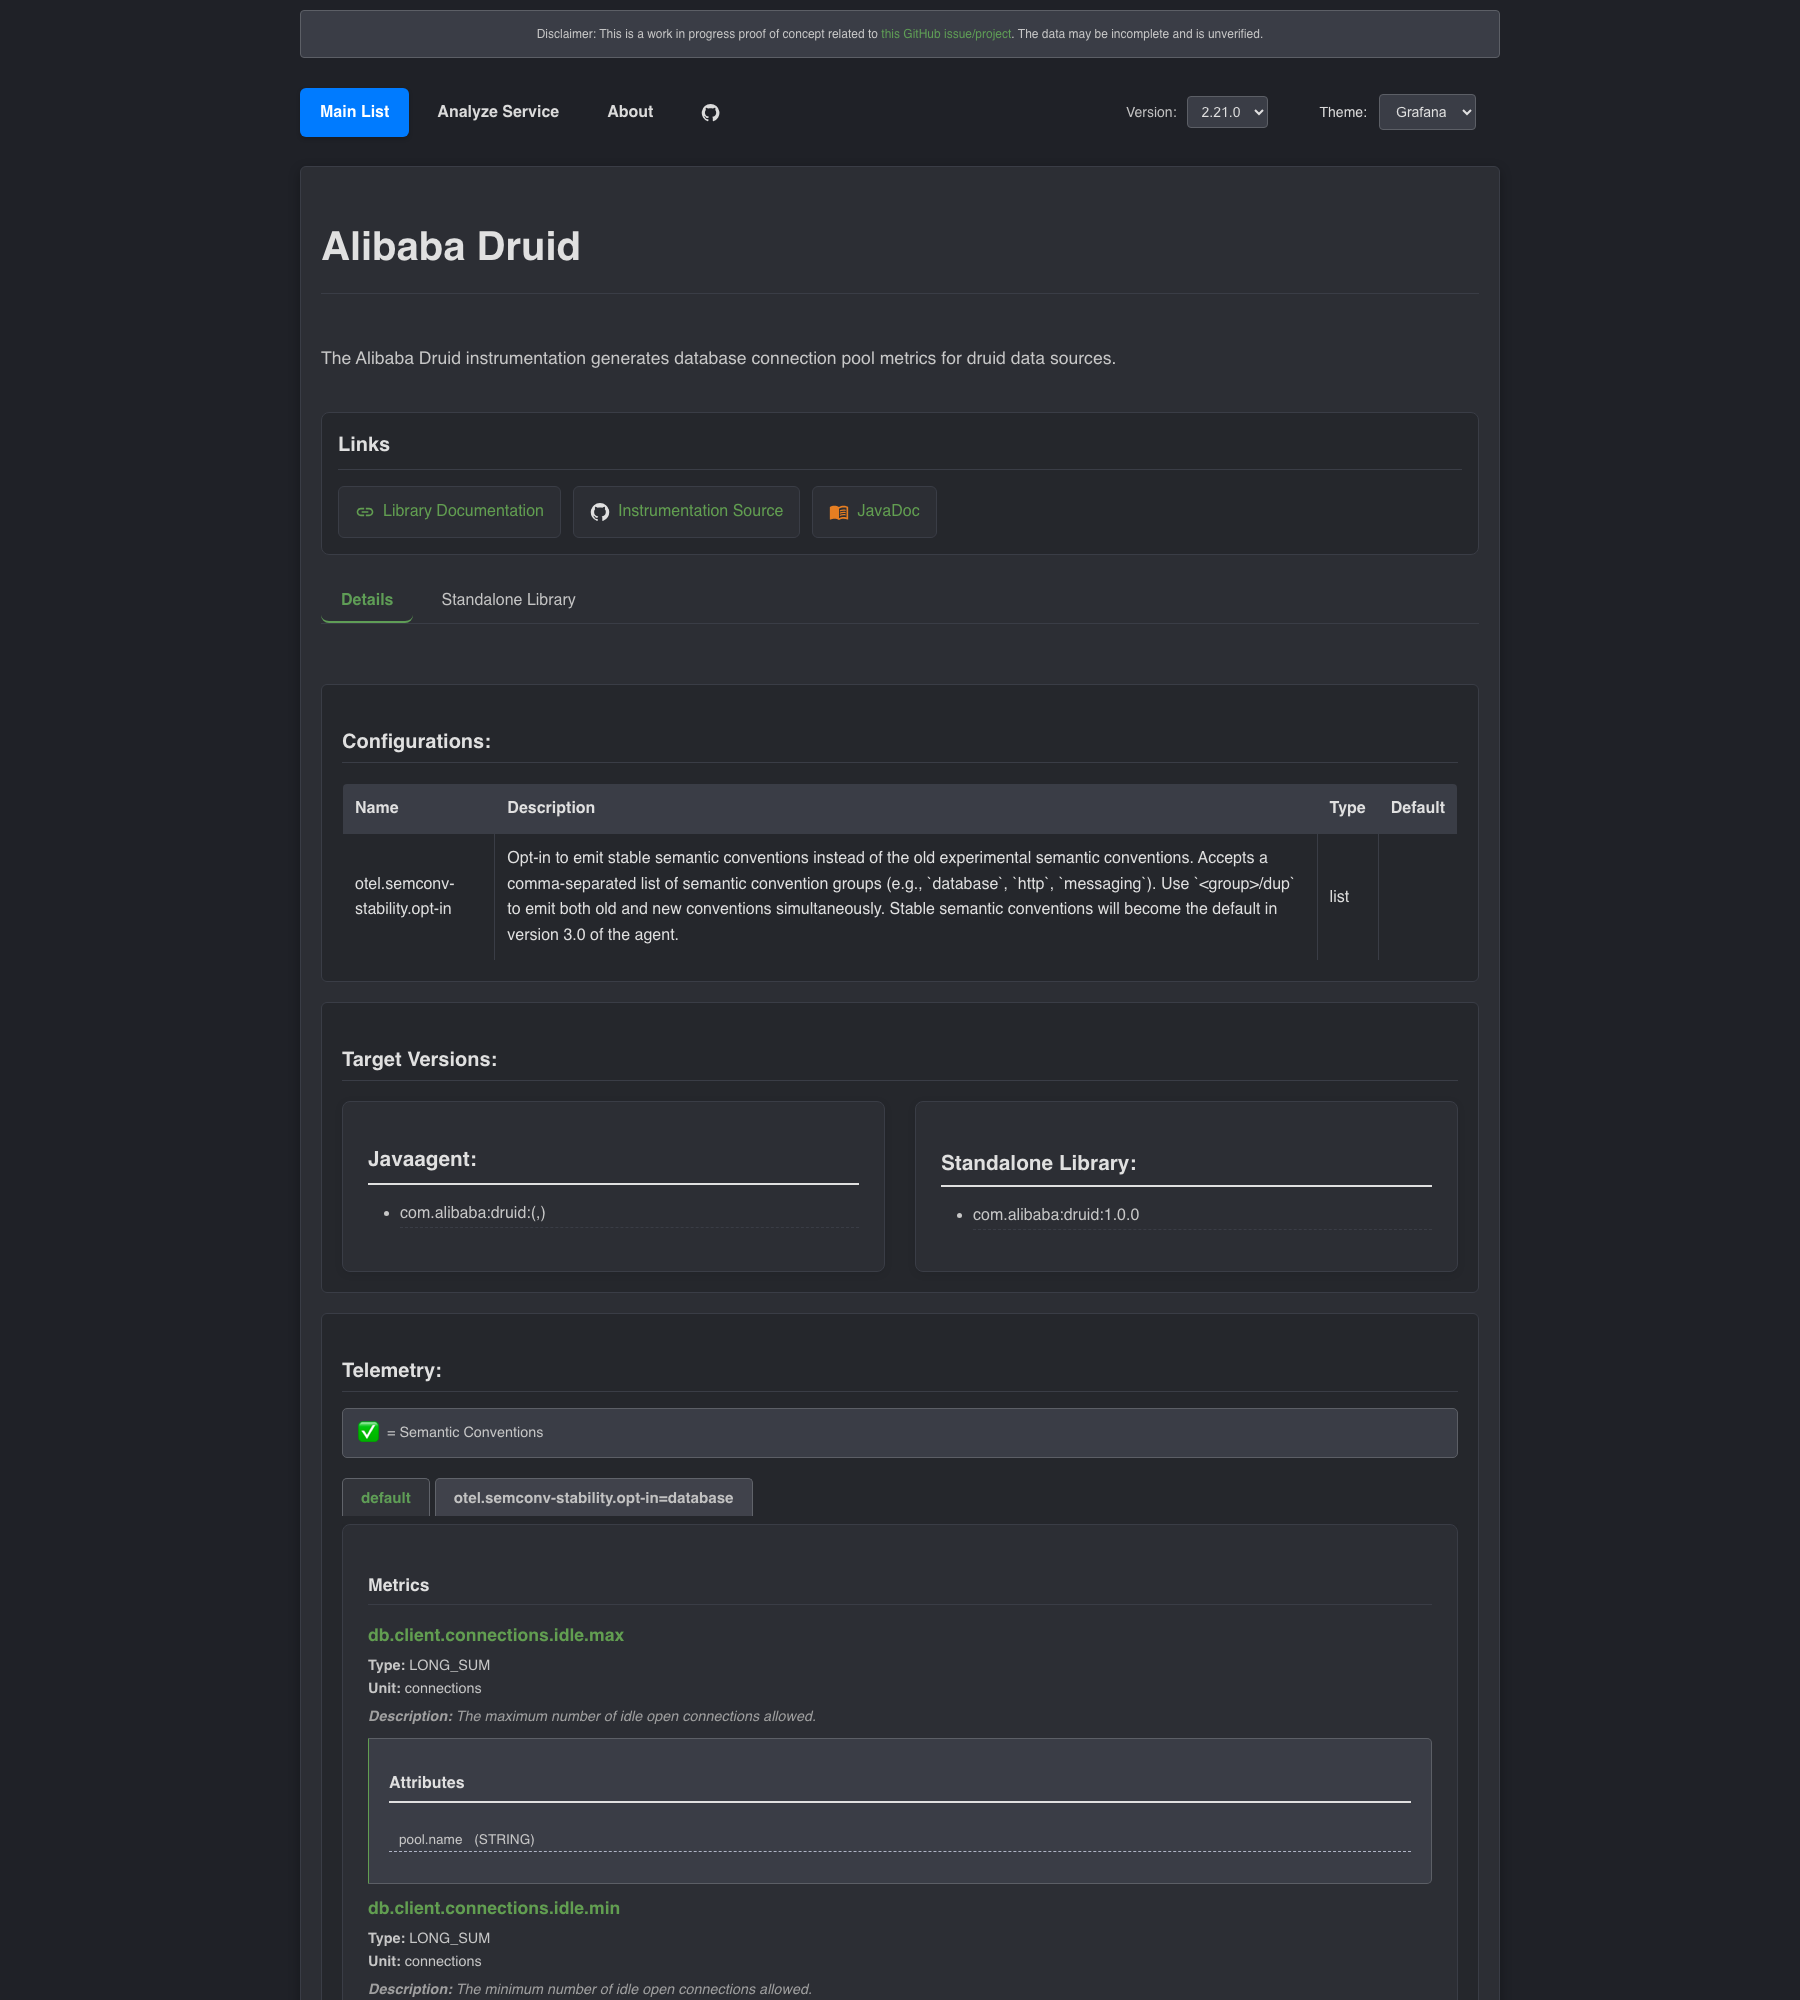 Disclaimer: This is a work in progress proof of concept related to this GitHub issue/project. The data may be incomplete and is unverified.
Main List
Analyze Service
About
Version:
2.21.0
Theme:
Grafana
Alibaba Druid
The Alibaba Druid instrumentation generates database connection pool metrics for druid data sources.
Links
Library Documentation
Instrumentation Source
JavaDoc
Details
Standalone Library
Configurations:
Name
Description
Type
Default
otel.semconv-
stability.opt-in
Opt-in to emit stable semantic conventions instead of the old experimental semantic conventions. Accepts a
comma-separated list of semantic convention groups (e.g., `database`, `http`, `messaging`). Use `<group>/dup`
to emit both old and new conventions simultaneously. Stable semantic conventions will become the default in
version 3.0 of the agent.
list
Target Versions:
Javaagent:
• com.alibaba:druid:(,)
Standalone Library:
• com.alibaba:druid:1.0.0
Telemetry:
= Semantic Conventions
default
otel.semconv-stability.opt-in=database
Metrics
db.client.connections.idle.max
Type: LONG_SUM
Unit: connections
Description: The maximum number of idle open connections allowed.
Attributes
pool.name (STRING)
db.client.connections.idle.min
Type: LONG_SUM
Unit: connections
Description: The minimum number of idle open connections allowed.